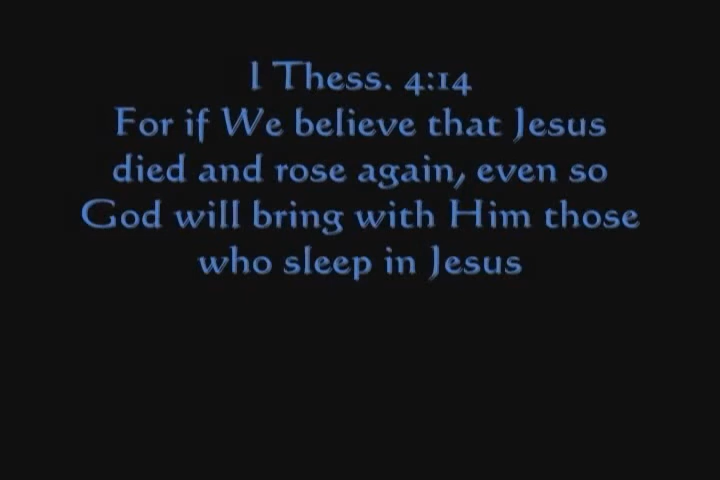 I Thess. 4:14
For if We believe that Jesus
died and rose again, even so
God will bring with Him those
who sleep in Jesus